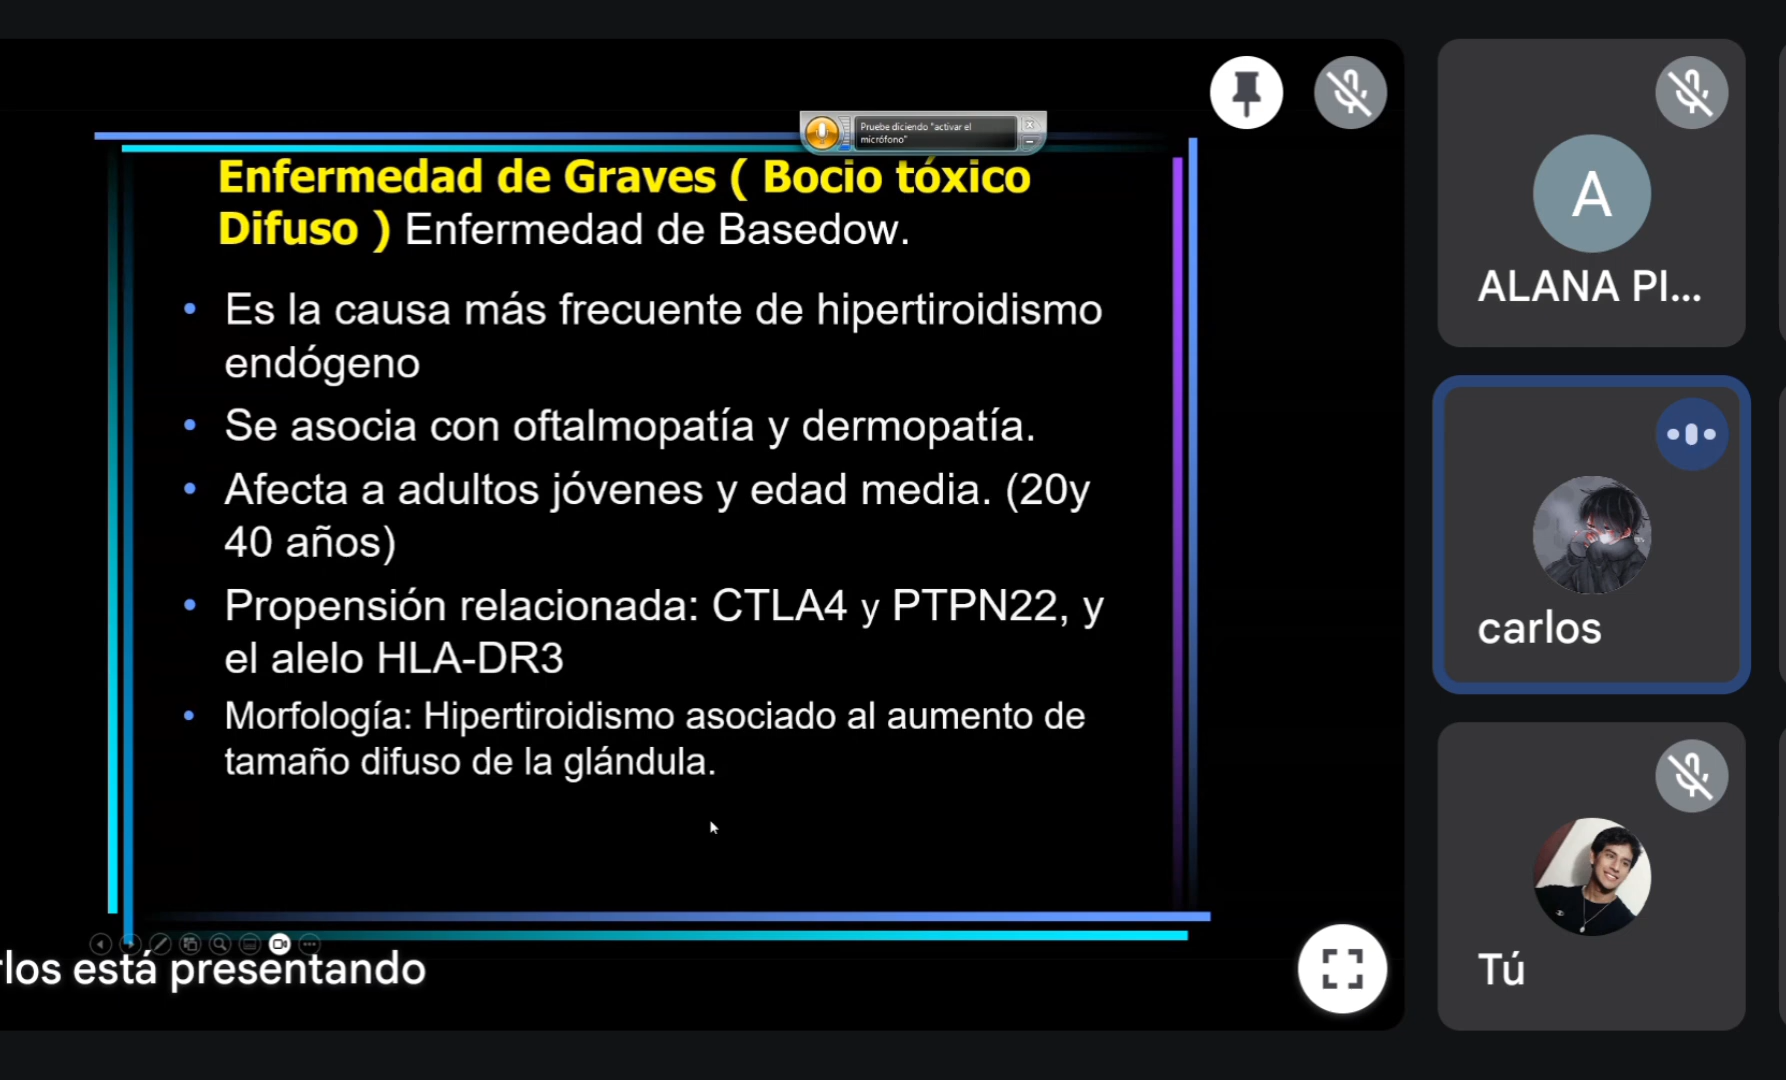 Pruebe diciendo "activar el
micrófono"
Enfermedad de Graves ( Bocio tóxico
Difuso ) Enfermedad de Basedow.
• Es la causa más frecuente de hipertiroidismo
endógeno
• Se asocia con oftalmopatía y dermopatía.
• Afecta a adultos jóvenes y edad media. (20y
40 años)
• Propensión relacionada: CTLA4 y PTPN22, y
el alelo HLA-DR3
• Morfología: Hipertiroidismo asociado al aumento de
tamaño difuso de la glándula.
rlos está presentando
A
ALANA PI...
carlos
Tú